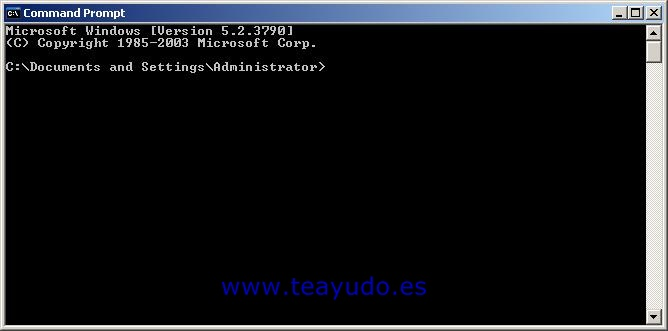 Command Prompt
Microsoft Windows [Version 5.2.3790]
(C) Copyright 1985-2003 Microsoft Corp.
C:\Documents and Settings\Administrator>
www.teayudo.es